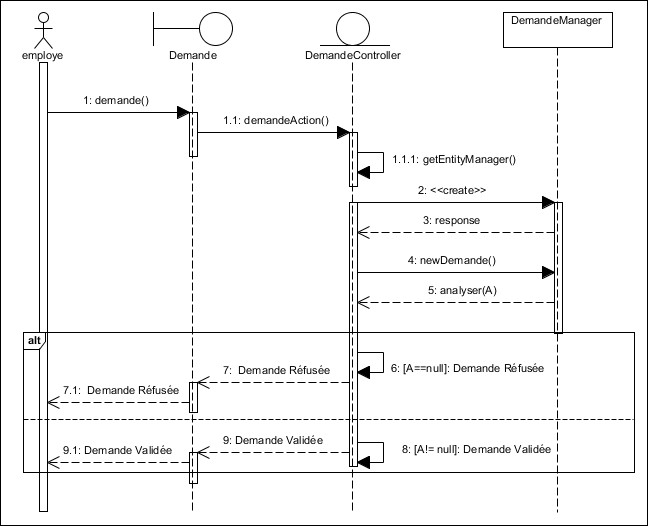 DemandeManager
employe
Demande
DemandeController
1: demande()
1.1: demandeAction()
1.1.1: getEntityManager()
2: <<create>>
3: response
4: newDemande()
5: analyser(A)
alt
6: [A==null]: Demande Réfusée
7: Demande Réfusée
7.1: Demande Réfusée
8: [A!= null]: Demande Validée
9: Demande Validée
9.1: Demande Validée